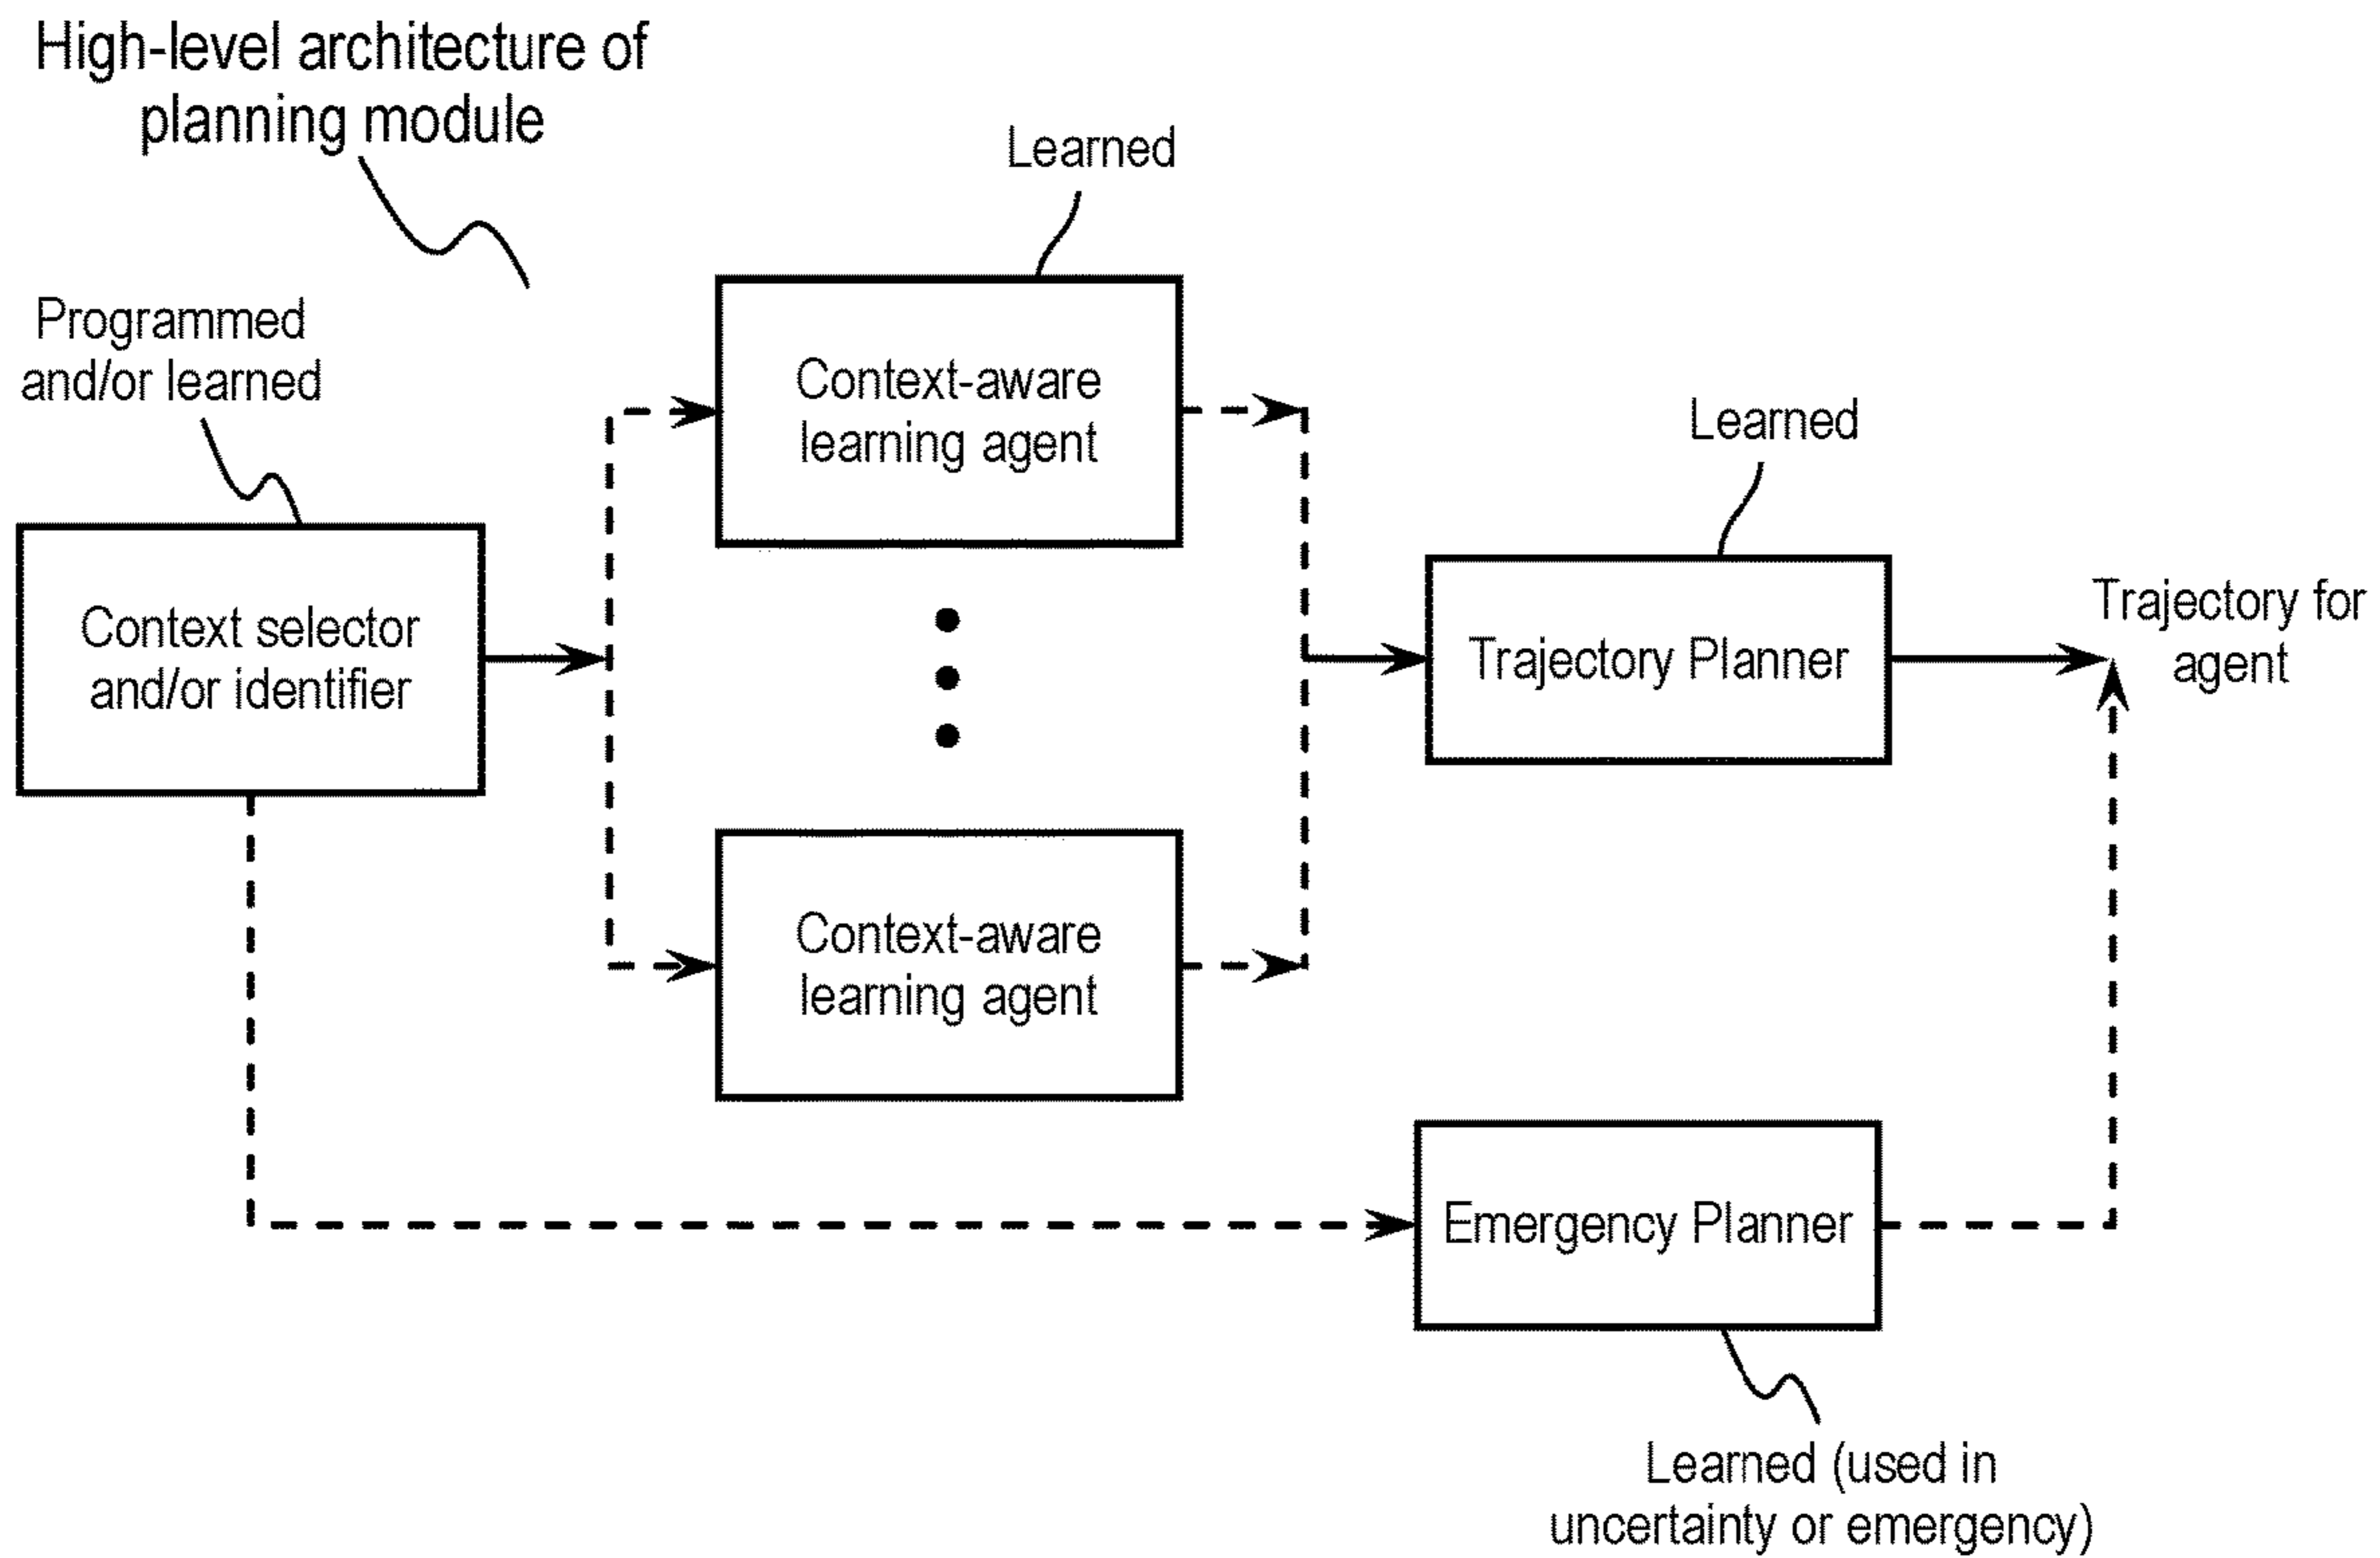 High-level architecture of
planning module
Learned
Programmed
and/or learned
Context-aware
learning agent
Learned
Context selector
and/or identifier
Trajectory Planner
Trajectory for
agent
Context-aware
learning agent
Emergency Planner
Learned (used in
uncertainty or emergency)